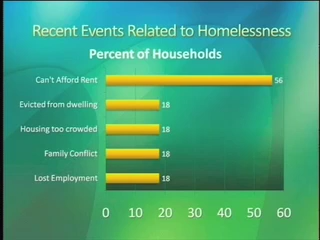 Recent Events Related to Homelessness
Percent of Households
Can't Afford Rent 56
Evicted from dwelling 18
Housing too crowded 18
Family Conflict 18
Lost Employment 18
0 10 20 30 40 50 60